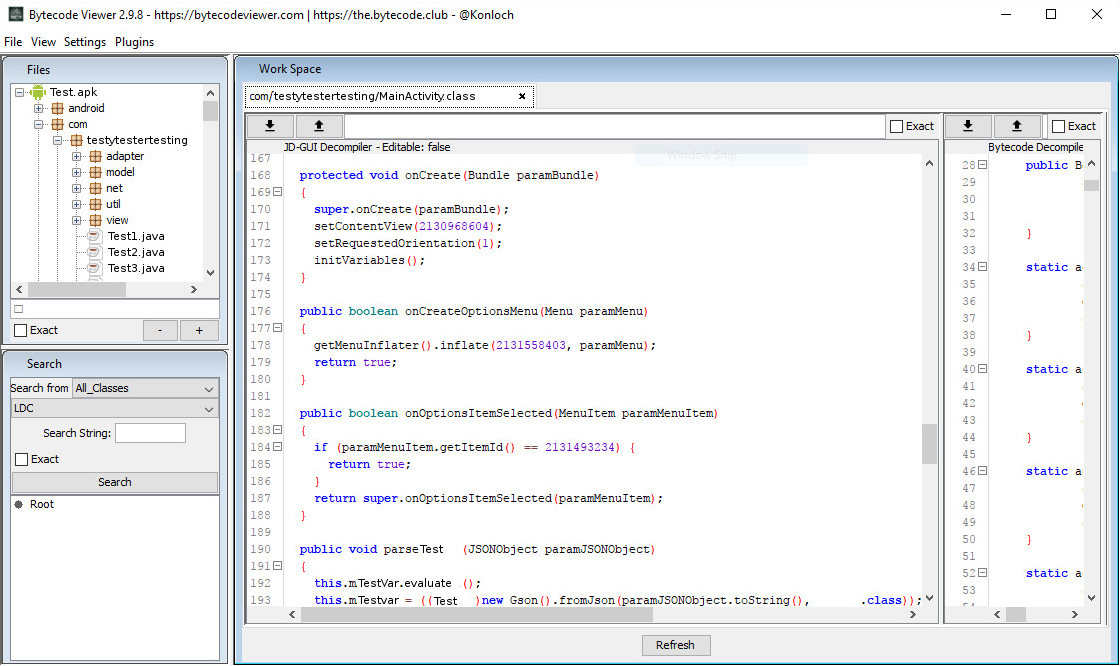 Bytecode Viewer 2.9.8 - https://bytecodeviewer.com | https://the.bytecode.club - @Konloch
File View Settings Plugins
Files
Test.apk
android
com
testytestertesting
adapter
model
net
util
view
Test1.java
Test2.java
Test3.java
Exact
-
+
Search
Search from All_Classes
LDC
Search String:
Exact
Search
Root
Work Space
com/testytestertesting/MainActivity.class ×
Exact
JD-GUI Decompiler - Editable: false
Window Snip
167
168 protected void onCreate(Bundle paramBundle)
169 {
170 super.onCreate(paramBundle);
171 setContentView(2130968604);
172 setRequestedOrientation(1);
173 initVariables();
174 }
175
176 public boolean onCreateOptionsMenu(Menu paramMenu)
177 {
178 getMenuInflater().inflate(2131558403, paramMenu);
179 return true;
180 }
181
182 public boolean onOptionsItemSelected(MenuItem paramMenuItem)
183 {
184 if (paramMenuItem.getItemId() == 2131493234) {
185 return true;
186 }
187 return super.onOptionsItemSelected(paramMenuItem);
188 }
189
190 public void parseTest (JSONObject paramJSONObject)
191 {
192 this.mTestVar.evaluate ();
193 this.mTestvar = ((Test )new Gson().fromJson(paramJSONObject.toString(), .class));
Refresh
Exact
Bytecode Decompile
28 public B
29
30
31
32 }
33
34 static a
35
36
37
38 }
39
40 static a
41
42
43
44 }
45
46 static a
47
48
49
50 }
51
52 static a
53